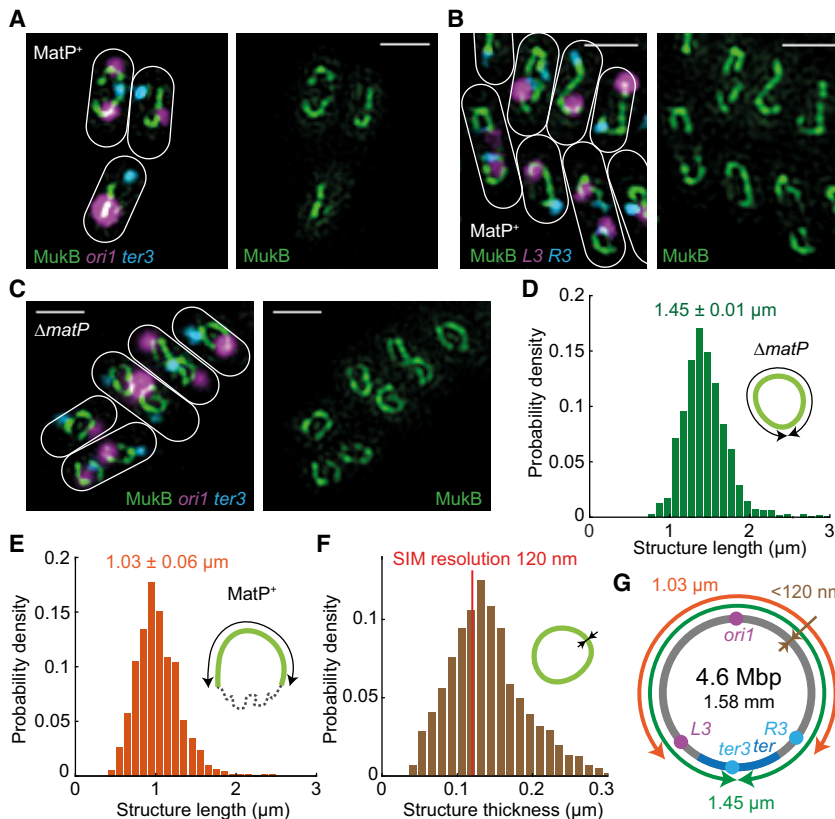 A
MatP+
MukB ori1 ter3
MukB
B
MatP+
MukB L3 R3
MukB
C
ΔmatP
MukB ori1 ter3
MukB
D
0.2
0.15
0.1
0.05
0
Probability density
1.45 ± 0.01 µm
ΔmatP
0 1 2 3
Structure length (µm)
E
0.2
0.15
0.1
0.05
0
Probability density
1.03 ± 0.06 µm
MatP+
0 1 2 3
Structure length (µm)
F
SIM resolution 120 nm
0.1
0.05
0
Probability density
0 0.1 0.2 0.3
Structure thickness (µm)
G
1.03 µm
<120 nm
ori1
4.6 Mbp
1.58 mm
L3
R3
ter3
ter
1.45 µm